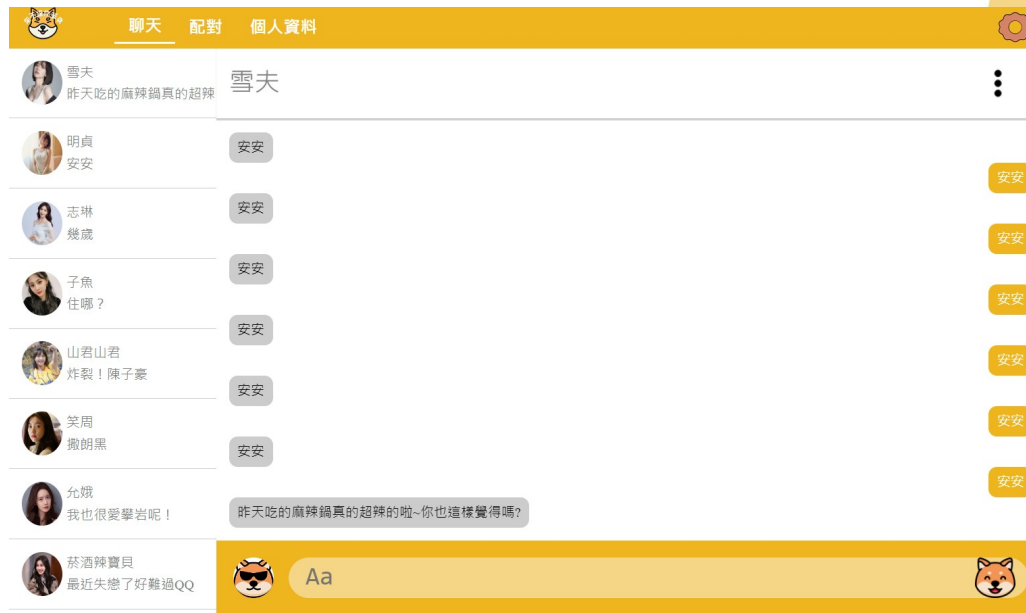 聊天
配對
個人資料
雪夫
昨天吃的麻辣鍋真的超辣
明貞
安安
志琳
幾歲
子魚
住哪？
山君山君
炸裂！陳子豪
笑周
撒朗黑
允娥
我也很愛攀岩呢！
菸酒辣寶貝
最近失戀了好難過QQ
雪夫
安安
安安
安安
安安
安安
安安
安安
安安
安安
安安
安安
安安
昨天吃的麻辣鍋真的超辣的啦~你也這樣覺得嗎?
Aa